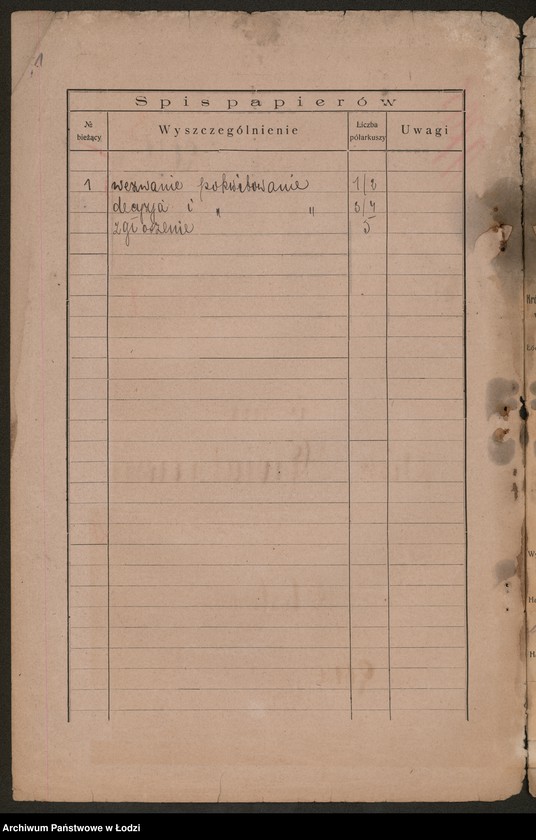 Spis papierów
№ bieżący
Wyszczególnienie
Liczba półarkuszy
Uwagi
1 wezwanie pokwitowanie 1/2
decyzja i " " 3/4
zgłoszenie 5
Archiwum Państwowe w Łodzi